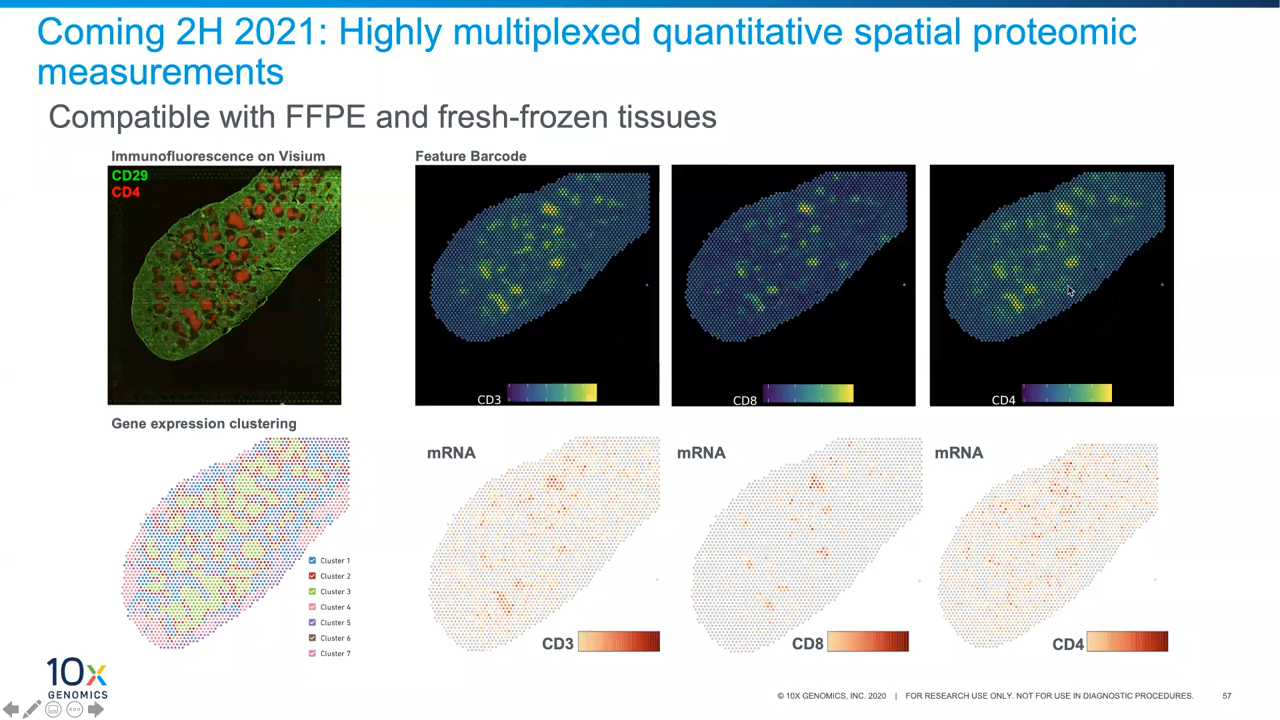 Coming 2H 2021: Highly multiplexed quantitative spatial proteomic
measurements
Compatible with FFPE and fresh-frozen tissues
Immunofluorescence on Visium
CD29
CD4
Feature Barcode
CD3
CD8
CD4
Gene expression clustering
Cluster 1
Cluster 2
Cluster 3
Cluster 4
Cluster 5
Cluster 6
Cluster 7
mRNA
CD3
mRNA
CD8
mRNA
CD4
10x
GENOMICS
© 10X GENOMICS, INC. 2020 | FOR RESEARCH USE ONLY. NOT FOR USE IN DIAGNOSTIC PROCEDURES. 57